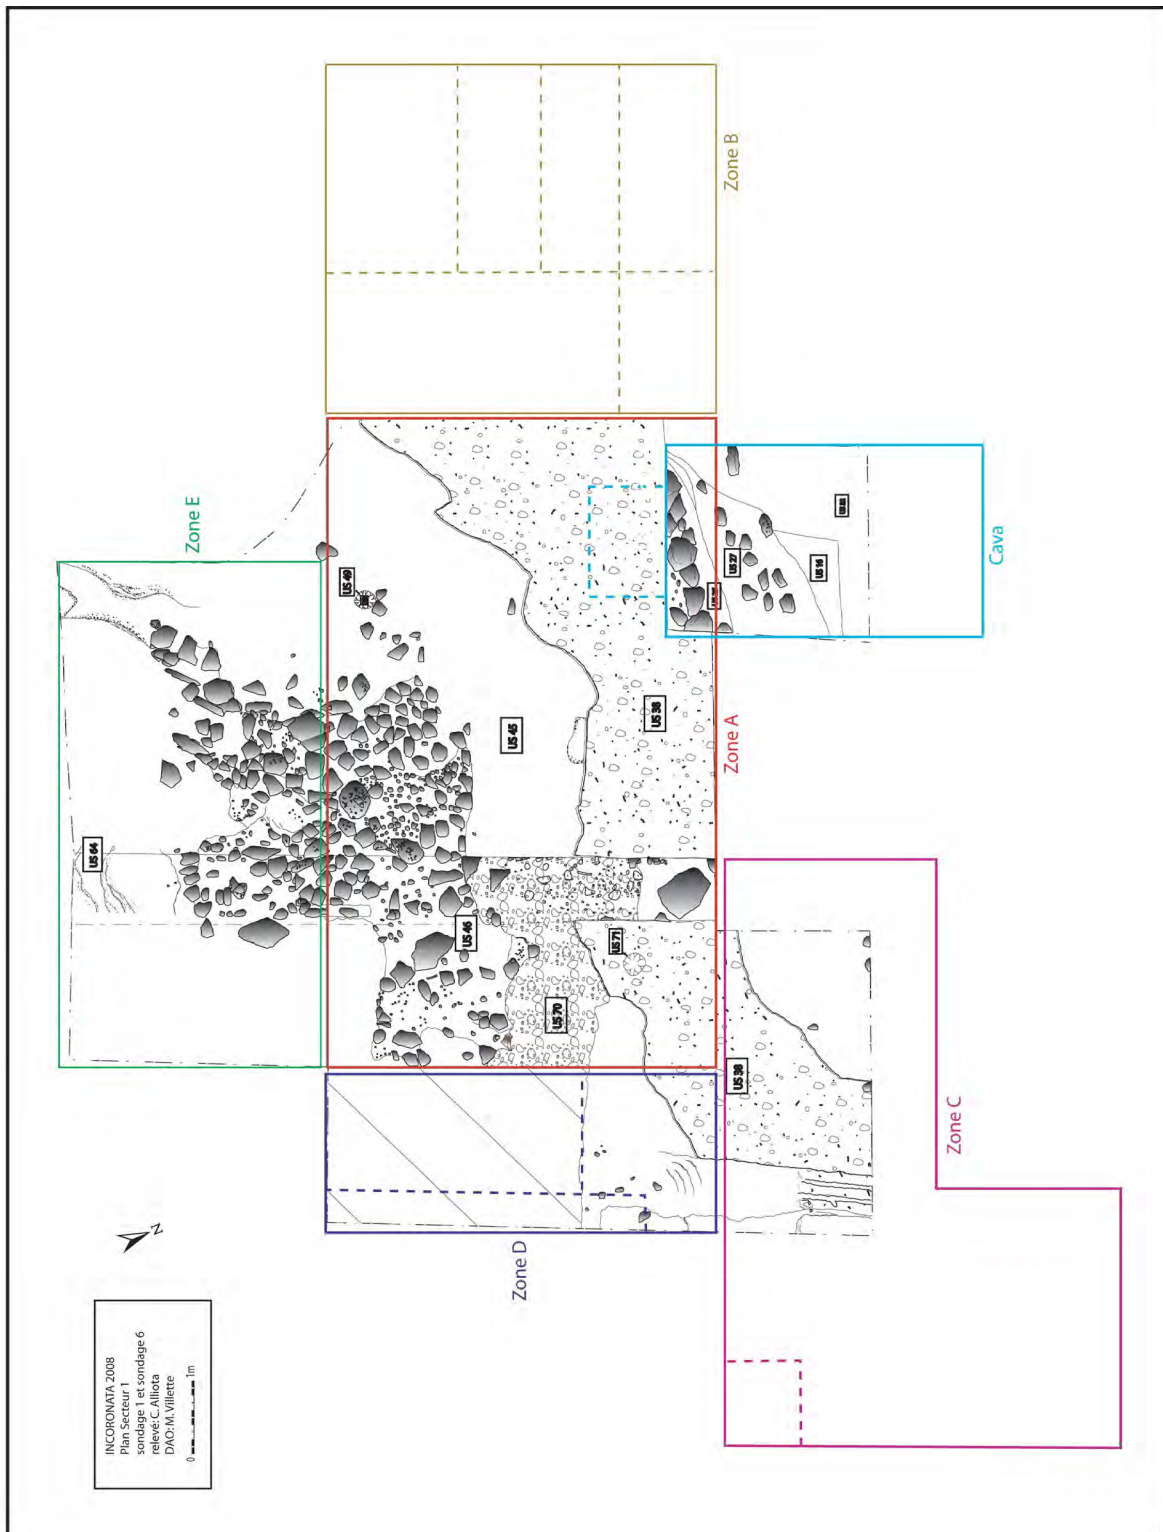 INCORONATA 2008
Plan Secteur 1
sondage 1 et sondage 6
relevé: C. Alliota
DAO: M. Villette
0
1m
N
Zone E
Zone B
Zone A
Zone D
Zone C
Cava
US 64
US 49
US 45
US 38
US 46
US 71
US 70
US 38
US 27
US 16